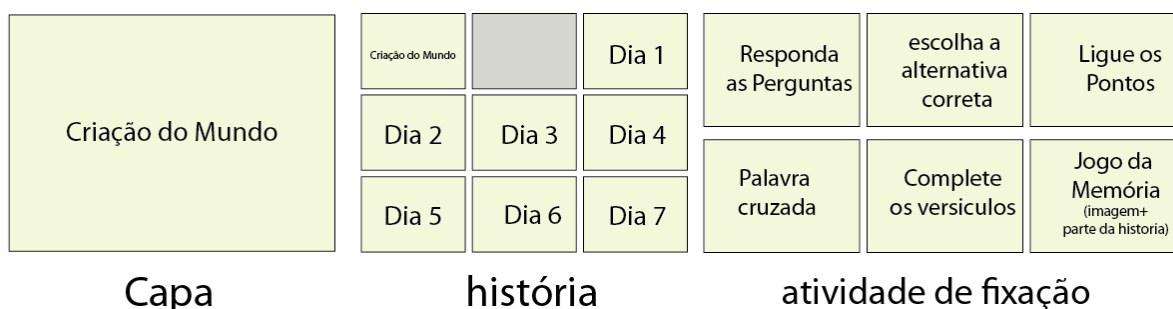 Criação do Mundo
Capa
Criação do Mundo
Dia 1
Dia 2
Dia 3
Dia 4
Dia 5
Dia 6
Dia 7
história
Responda
as Perguntas
escolha a
alternativa
correta
Ligue os
Pontos
Palavra
cruzada
Complete
os versiculos
Jogo da
Memória
(imagem+
parte da historia)
atividade de fixação